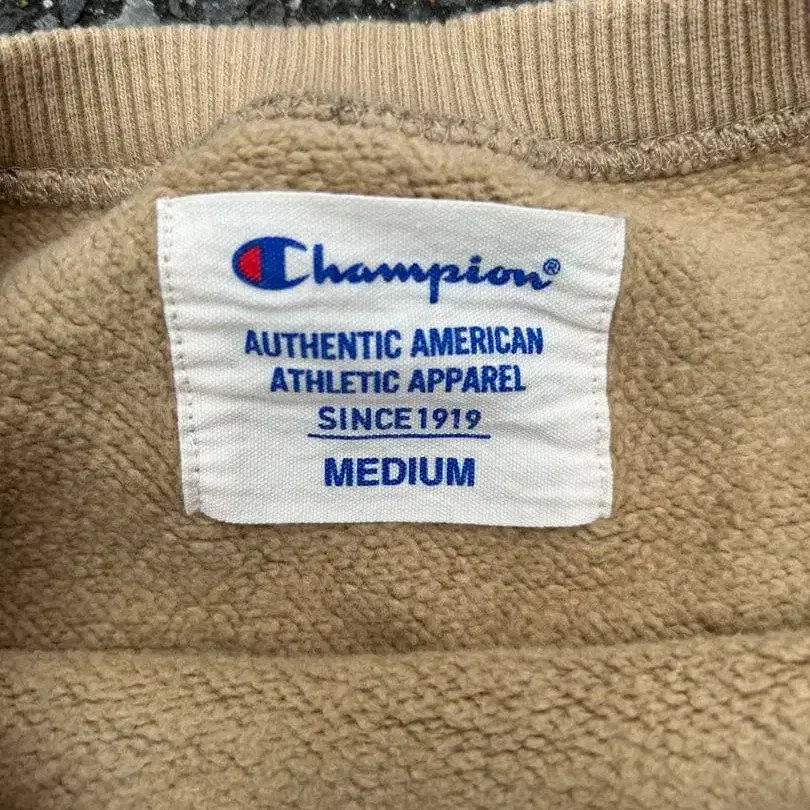 Champion®
AUTHENTIC AMERICAN
ATHLETIC APPAREL
SINCE 1919
MEDIUM